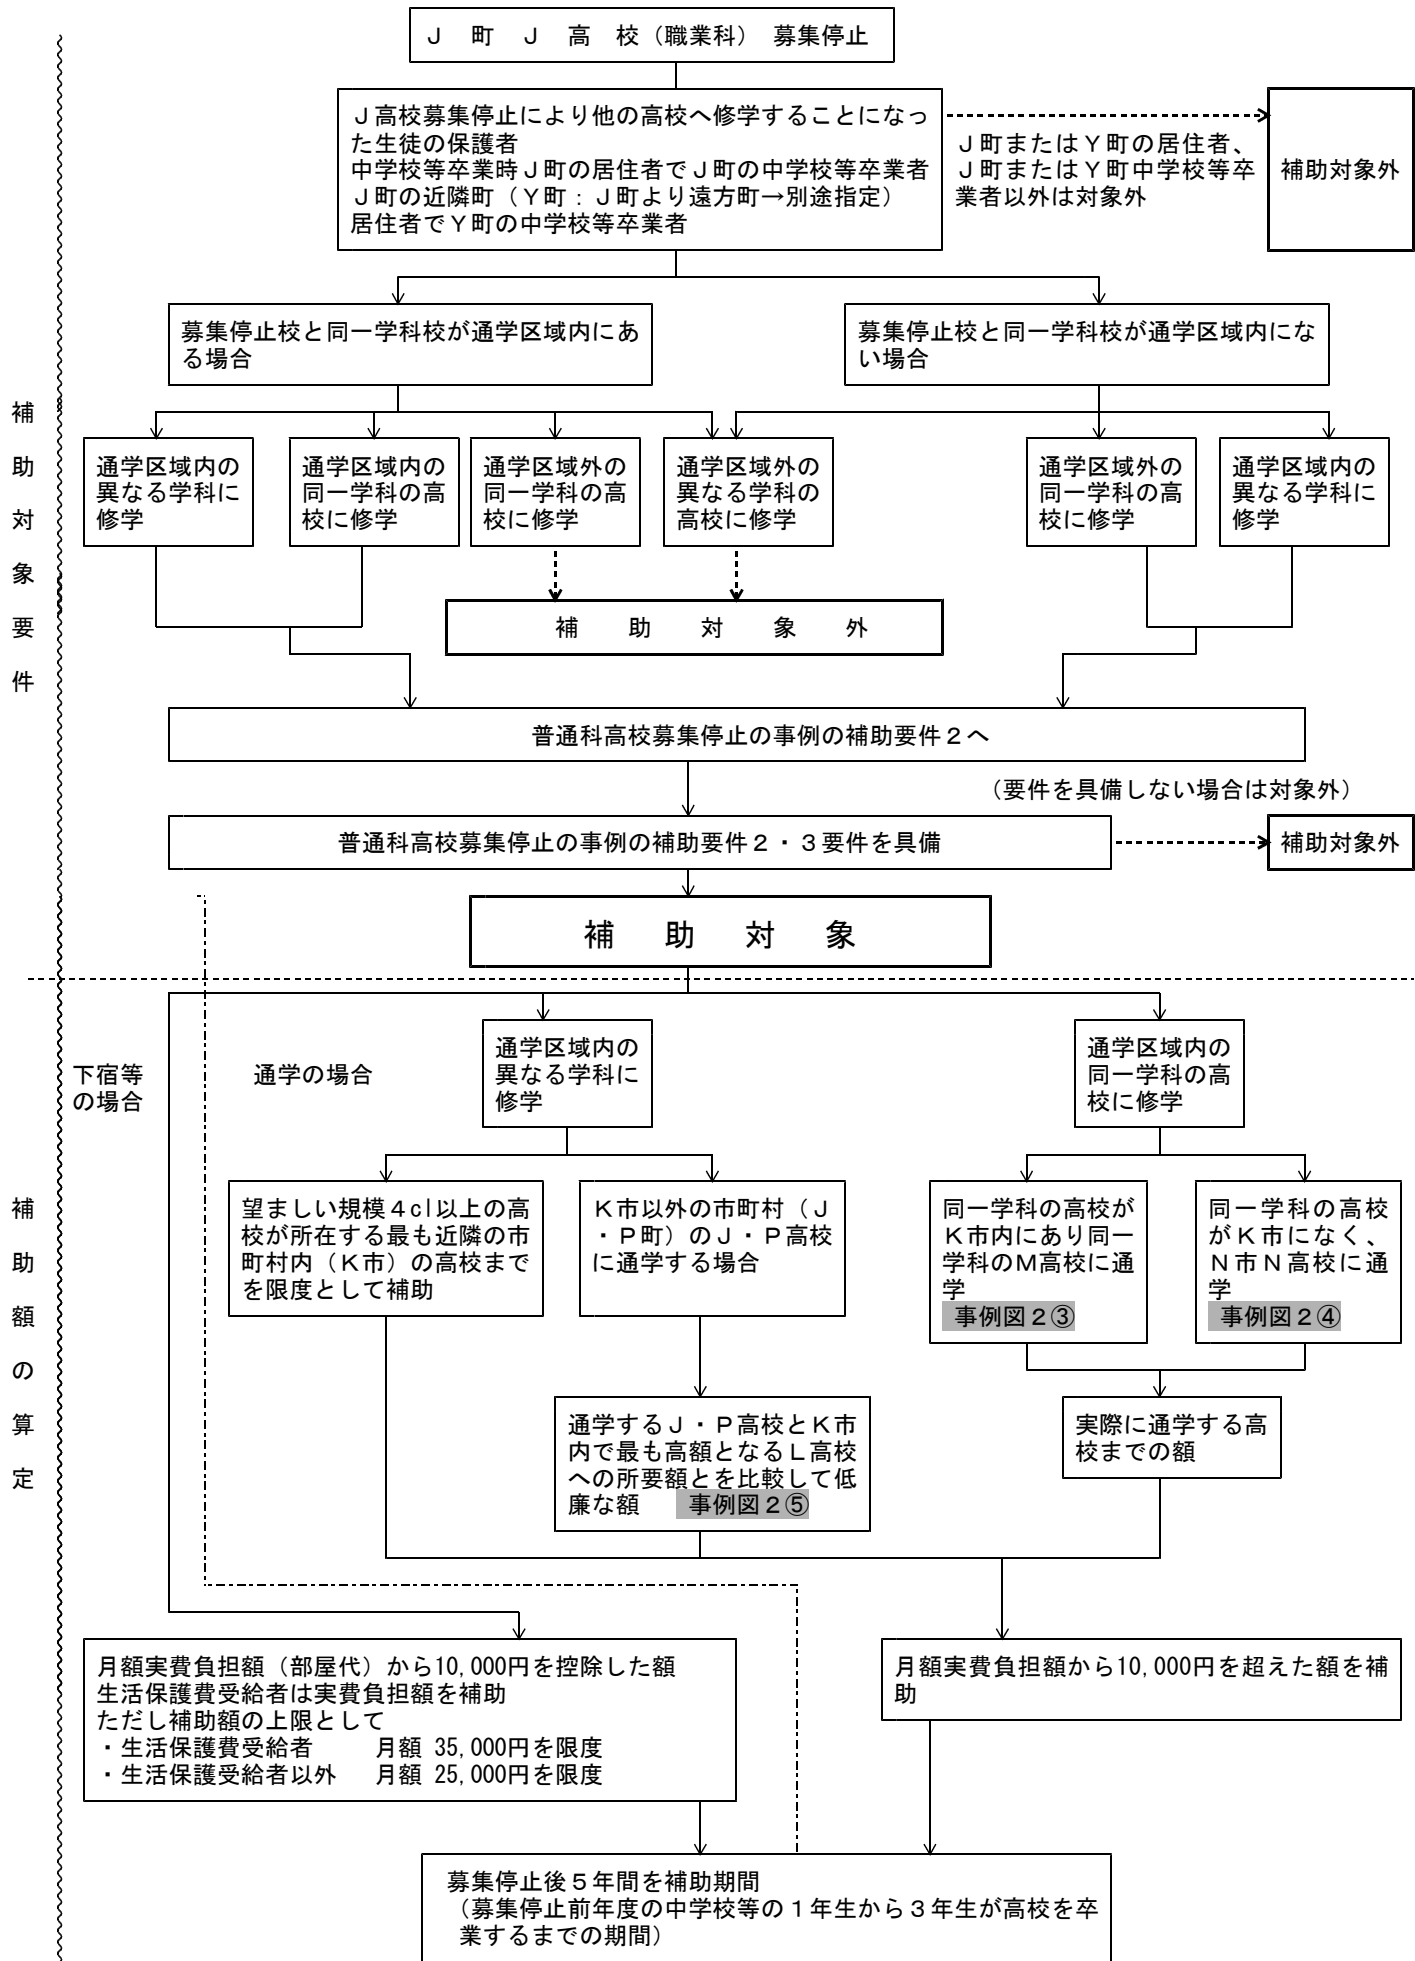 Ｊ　町　Ｊ　高　校（職業科）　募集停止
Ｊ高校募集停止により他の高校へ修学することになっ
た生徒の保護者
中学校等卒業時Ｊ町の居住者でＪ町の中学校等卒業者
Ｊ町の近隣町（Ｙ町：Ｊ町より遠方町→別途指定）
居住者でＹ町の中学校等卒業者
Ｊ町またはＹ町の居住者、
Ｊ町またはＹ町中学校等卒
業者以外は対象外
補助対象外
募集停止校と同一学科校が通学区域内にあ
る場合
募集停止校と同一学科校が通学区域内にな
い場合
補助対象要件
通学区域内の
異なる学科に
修学
通学区域内の
同一学科の高
校に修学
通学区域外の
同一学科の高
校に修学
通学区域外の
異なる学科の
高校に修学
通学区域外の
同一学科の高
校に修学
通学区域内の
異なる学科に
修学
補　助　対　象　外
普通科高校募集停止の事例の補助要件２へ
（要件を具備しない場合は対象外）
普通科高校募集停止の事例の補助要件２・３要件を具備
補助対象外
補　助　対　象
下宿等
の場合
通学の場合
通学区域内の
異なる学科に
修学
通学区域内の
同一学科の高
校に修学
補助額の算定
望ましい規模４cl以上の高
校が所在する最も近隣の市
町村内（Ｋ市）の高校まで
を限度として補助
Ｋ市以外の市町村（Ｊ
・Ｐ町）のＪ・Ｐ高校
に通学する場合
同一学科の高校が
Ｋ市内にあり同一
学科のＭ高校に通
学
事例図２③
同一学科の高校
がＫ市になく、
Ｎ市Ｎ高校に通
学
事例図２④
通学するＪ・Ｐ高校とＫ市
内で最も高額となるＬ高校
への所要額とを比較して低
廉な額　事例図２⑤
実際に通学する高
校までの額
月額実費負担額（部屋代）から10,000円を控除した額
生活保護費受給者は実費負担額を補助
ただし補助額の上限として
・生活保護費受給者　　月額 35,000円を限度
・生活保護受給者以外　月額 25,000円を限度
月額実費負担額から10,000円を超えた額を補
助
募集停止後５年間を補助期間
（募集停止前年度の中学校等の１年生から３年生が高校を卒
業するまでの期間）